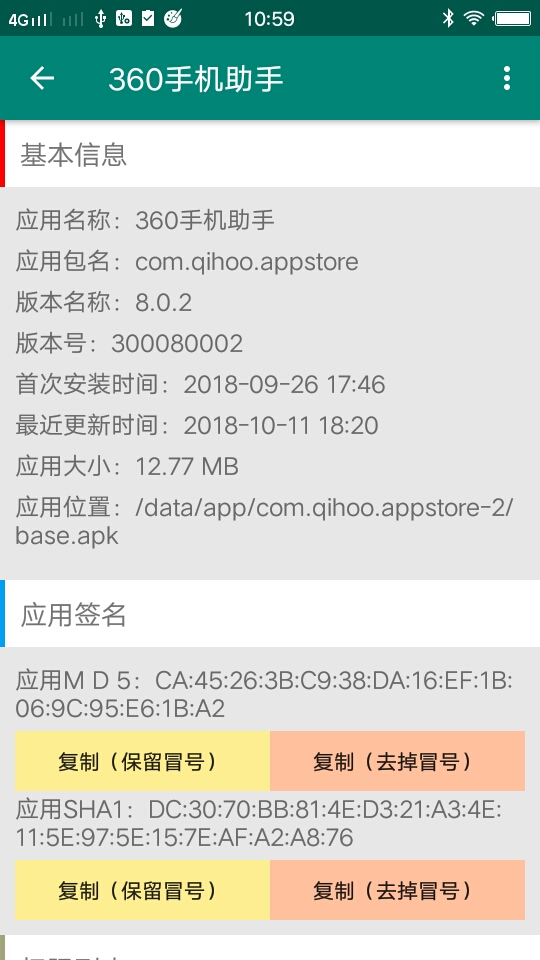 4G 10:59
360手机助手
基本信息
应用名称：360手机助手
应用包名：com.qihoo.appstore
版本名称：8.0.2
版本号：300080002
首次安装时间：2018-09-26 17:46
最近更新时间：2018-10-11 18:20
应用大小：12.77 MB
应用位置：/data/app/com.qihoo.appstore-2/
base.apk
应用签名
应用M D 5：CA:45:26:3B:C9:38:DA:16:EF:1B:
06:9C:95:E6:1B:A2
复制（保留冒号） 复制（去掉冒号）
应用SHA1：DC:30:70:BB:81:4E:D3:21:A3:4E:
11:5E:97:5E:15:7E:AF:A2:A8:76
复制（保留冒号） 复制（去掉冒号）